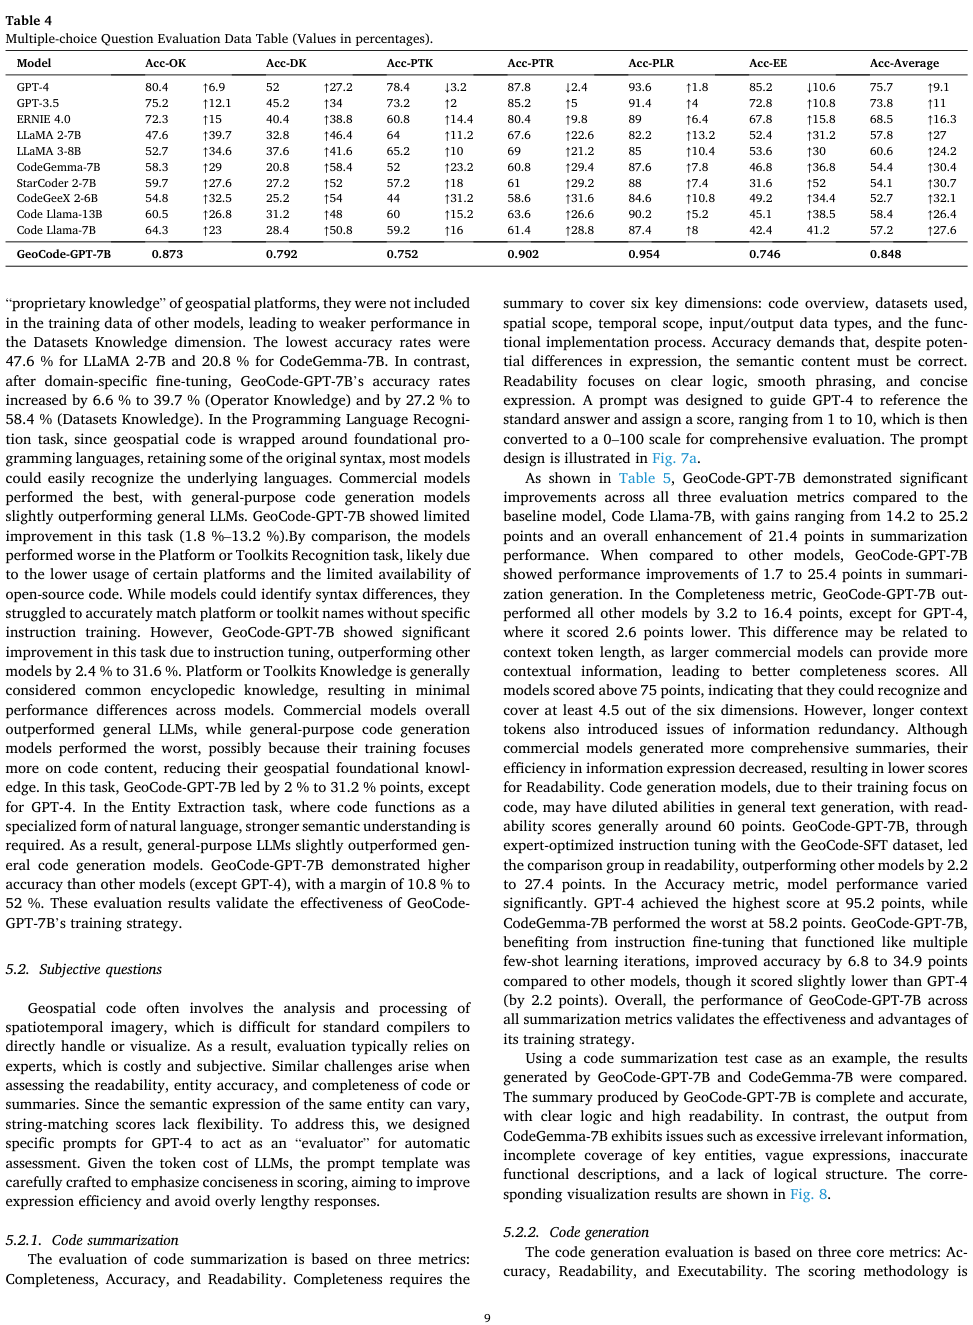 Table 4
Multiple-choice Question Evaluation Data Table (Values in percentages).
Model Acc-OK Acc-DK Acc-PTK Acc-PTR Acc-PLR Acc-EE Acc-Average
GPT-4 80.4 ↑6.9 52 ↑27.2 78.4 ↓3.2 87.8 ↓2.4 93.6 ↑1.8 85.2 ↓10.6 75.7 ↑9.1
GPT-3.5 75.2 ↑12.1 45.2 ↑34 73.2 ↑2 85.2 ↑5 91.4 ↑4 72.8 ↑10.8 73.8 ↑11
ERNIE 4.0 72.3 ↑15 40.4 ↑38.8 60.8 ↑14.4 80.4 ↑9.8 89 ↑6.4 67.8 ↑15.8 68.5 ↑16.3
LLaMA 2-7B 47.6 ↑39.7 32.8 ↑46.4 64 ↑11.2 67.6 ↑22.6 82.2 ↑13.2 52.4 ↑31.2 57.8 ↑27
LLaMA 3-8B 52.7 ↑34.6 37.6 ↑41.6 65.2 ↑10 69 ↑21.2 85 ↑10.4 53.6 ↑30 60.6 ↑24.2
CodeGemma-7B 58.3 ↑29 20.8 ↑58.4 52 ↑23.2 60.8 ↑29.4 87.6 ↑7.8 46.8 ↑36.8 54.4 ↑30.4
StarCoder 2-7B 59.7 ↑27.6 27.2 ↑52 57.2 ↑18 61 ↑29.2 88 ↑7.4 31.6 ↑52 54.1 ↑30.7
CodeGeeX 2-6B 54.8 ↑32.5 25.2 ↑54 44 ↑31.2 58.6 ↑31.6 84.6 ↑10.8 49.2 ↑34.4 52.7 ↑32.1
Code Llama-13B 60.5 ↑26.8 31.2 ↑48 60 ↑15.2 63.6 ↑26.6 90.2 ↑5.2 45.1 ↑38.5 58.4 ↑26.4
Code Llama-7B 64.3 ↑23 28.4 ↑50.8 59.2 ↑16 61.4 ↑28.8 87.4 ↑8 42.4 41.2 57.2 ↑27.6
GeoCode-GPT-7B 0.873 0.792 0.752 0.902 0.954 0.746 0.848
“proprietary knowledge” of geospatial platforms, they were not included
in the training data of other models, leading to weaker performance in
the Datasets Knowledge dimension. The lowest accuracy rates were
47.6 % for LLaMA 2-7B and 20.8 % for CodeGemma-7B. In contrast,
after domain-specific fine-tuning, GeoCode-GPT-7B’s accuracy rates
increased by 6.6 % to 39.7 % (Operator Knowledge) and by 27.2 % to
58.4 % (Datasets Knowledge). In the Programming Language Recogni-
tion task, since geospatial code is wrapped around foundational pro-
gramming languages, retaining some of the original syntax, most models
could easily recognize the underlying languages. Commercial models
performed the best, with general-purpose code generation models
slightly outperforming general LLMs. GeoCode-GPT-7B showed limited
improvement in this task (1.8 %–13.2 %).By comparison, the models
performed worse in the Platform or Toolkits Recognition task, likely due
to the lower usage of certain platforms and the limited availability of
open-source code. While models could identify syntax differences, they
struggled to accurately match platform or toolkit names without specific
instruction training. However, GeoCode-GPT-7B showed significant
improvement in this task due to instruction tuning, outperforming other
models by 2.4 % to 31.6 %. Platform or Toolkits Knowledge is generally
considered common encyclopedic knowledge, resulting in minimal
performance differences across models. Commercial models overall
outperformed general LLMs, while general-purpose code generation
models performed the worst, possibly because their training focuses
more on code content, reducing their geospatial foundational knowl-
edge. In this task, GeoCode-GPT-7B led by 2 % to 31.2 % points, except
for GPT-4. In the Entity Extraction task, where code functions as a
specialized form of natural language, stronger semantic understanding is
required. As a result, general-purpose LLMs slightly outperformed gen-
eral code generation models. GeoCode-GPT-7B demonstrated higher
accuracy than other models (except GPT-4), with a margin of 10.8 % to
52 %. These evaluation results validate the effectiveness of GeoCode-
GPT-7B’s training strategy.
5.2. Subjective questions
Geospatial code often involves the analysis and processing of
spatiotemporal imagery, which is difficult for standard compilers to
directly handle or visualize. As a result, evaluation typically relies on
experts, which is costly and subjective. Similar challenges arise when
assessing the readability, entity accuracy, and completeness of code or
summaries. Since the semantic expression of the same entity can vary,
string-matching scores lack flexibility. To address this, we designed
specific prompts for GPT-4 to act as an “evaluator” for automatic
assessment. Given the token cost of LLMs, the prompt template was
carefully crafted to emphasize conciseness in scoring, aiming to improve
expression efficiency and avoid overly lengthy responses.
5.2.1. Code summarization
The evaluation of code summarization is based on three metrics:
Completeness, Accuracy, and Readability. Completeness requires the
summary to cover six key dimensions: code overview, datasets used,
spatial scope, temporal scope, input/output data types, and the func-
tional implementation process. Accuracy demands that, despite poten-
tial differences in expression, the semantic content must be correct.
Readability focuses on clear logic, smooth phrasing, and concise
expression. A prompt was designed to guide GPT-4 to reference the
standard answer and assign a score, ranging from 1 to 10, which is then
converted to a 0–100 scale for comprehensive evaluation. The prompt
design is illustrated in Fig. 7a.
As shown in Table 5, GeoCode-GPT-7B demonstrated significant
improvements across all three evaluation metrics compared to the
baseline model, Code Llama-7B, with gains ranging from 14.2 to 25.2
points and an overall enhancement of 21.4 points in summarization
performance. When compared to other models, GeoCode-GPT-7B
showed performance improvements of 1.7 to 25.4 points in summari-
zation generation. In the Completeness metric, GeoCode-GPT-7B out-
performed all other models by 3.2 to 16.4 points, except for GPT-4,
where it scored 2.6 points lower. This difference may be related to
context token length, as larger commercial models can provide more
contextual information, leading to better completeness scores. All
models scored above 75 points, indicating that they could recognize and
cover at least 4.5 out of the six dimensions. However, longer context
tokens also introduced issues of information redundancy. Although
commercial models generated more comprehensive summaries, their
efficiency in information expression decreased, resulting in lower scores
for Readability. Code generation models, due to their training focus on
code, may have diluted abilities in general text generation, with read-
ability scores generally around 60 points. GeoCode-GPT-7B, through
expert-optimized instruction tuning with the GeoCode-SFT dataset, led
the comparison group in readability, outperforming other models by 2.2
to 27.4 points. In the Accuracy metric, model performance varied
significantly. GPT-4 achieved the highest score at 95.2 points, while
CodeGemma-7B performed the worst at 58.2 points. GeoCode-GPT-7B,
benefiting from instruction fine-tuning that functioned like multiple
few-shot learning iterations, improved accuracy by 6.8 to 34.9 points
compared to other models, though it scored slightly lower than GPT-4
(by 2.2 points). Overall, the performance of GeoCode-GPT-7B across
all summarization metrics validates the effectiveness and advantages of
its training strategy.
Using a code summarization test case as an example, the results
generated by GeoCode-GPT-7B and CodeGemma-7B were compared.
The summary produced by GeoCode-GPT-7B is complete and accurate,
with clear logic and high readability. In contrast, the output from
CodeGemma-7B exhibits issues such as excessive irrelevant information,
incomplete coverage of key entities, vague expressions, inaccurate
functional descriptions, and a lack of logical structure. The corre-
sponding visualization results are shown in Fig. 8.
5.2.2. Code generation
The code generation evaluation is based on three core metrics: Ac-
curacy, Readability, and Executability. The scoring methodology is
9